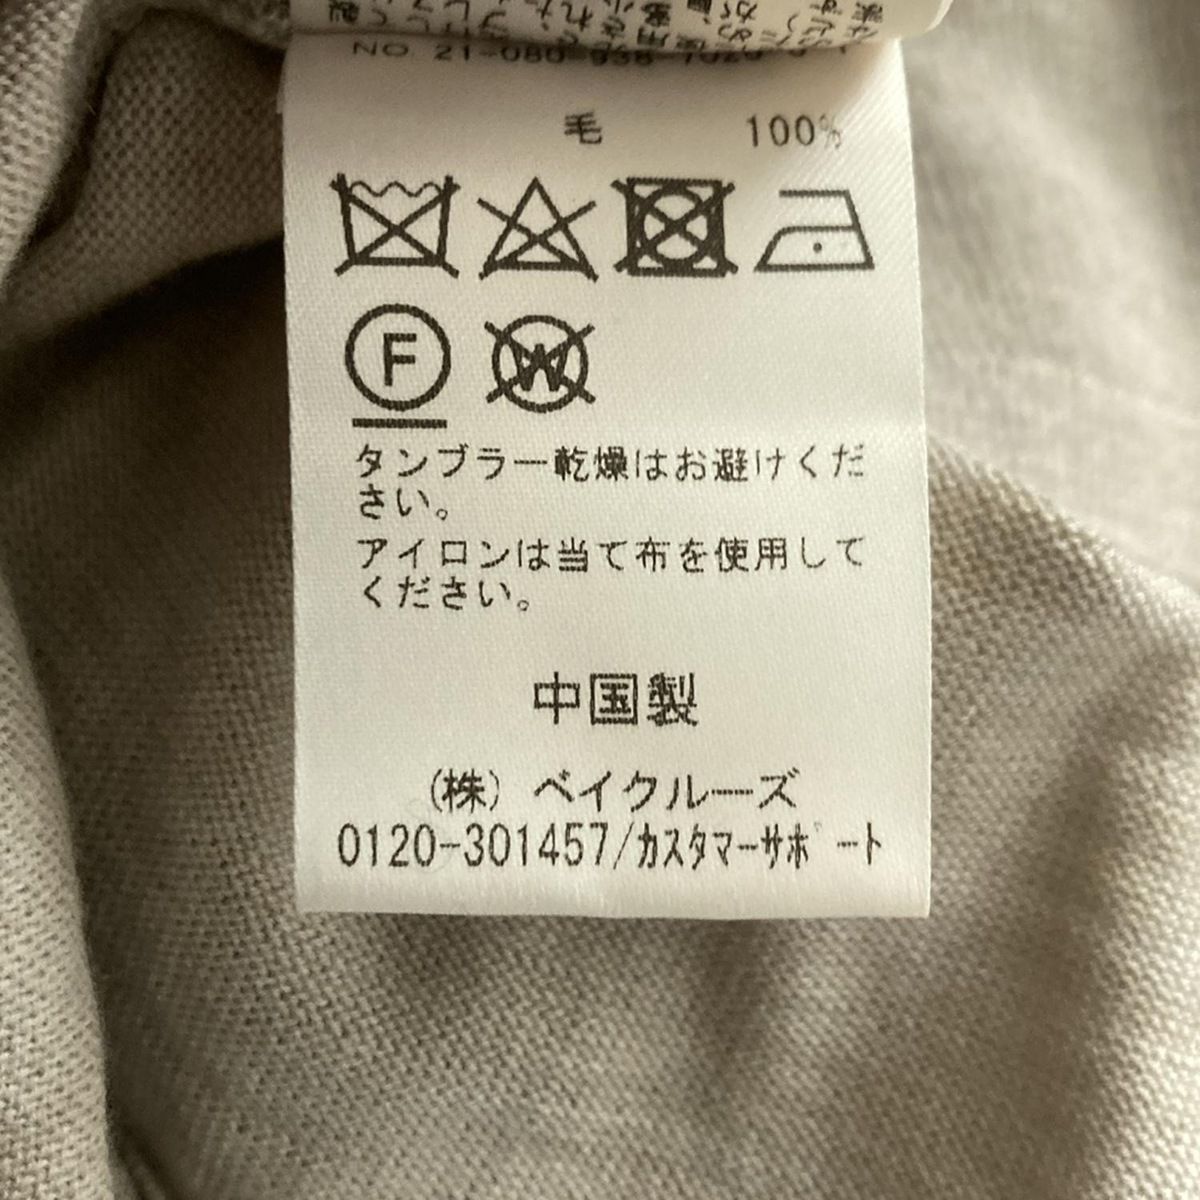 毛 100%
F W
タンブラー乾燥はお避けくだ
さい。
アイロンは当て布を使用して
ください。
中国製
(株) ベイクルーズ
0120-301457/ｶｽﾀﾏｰｻﾎﾟｰﾄ